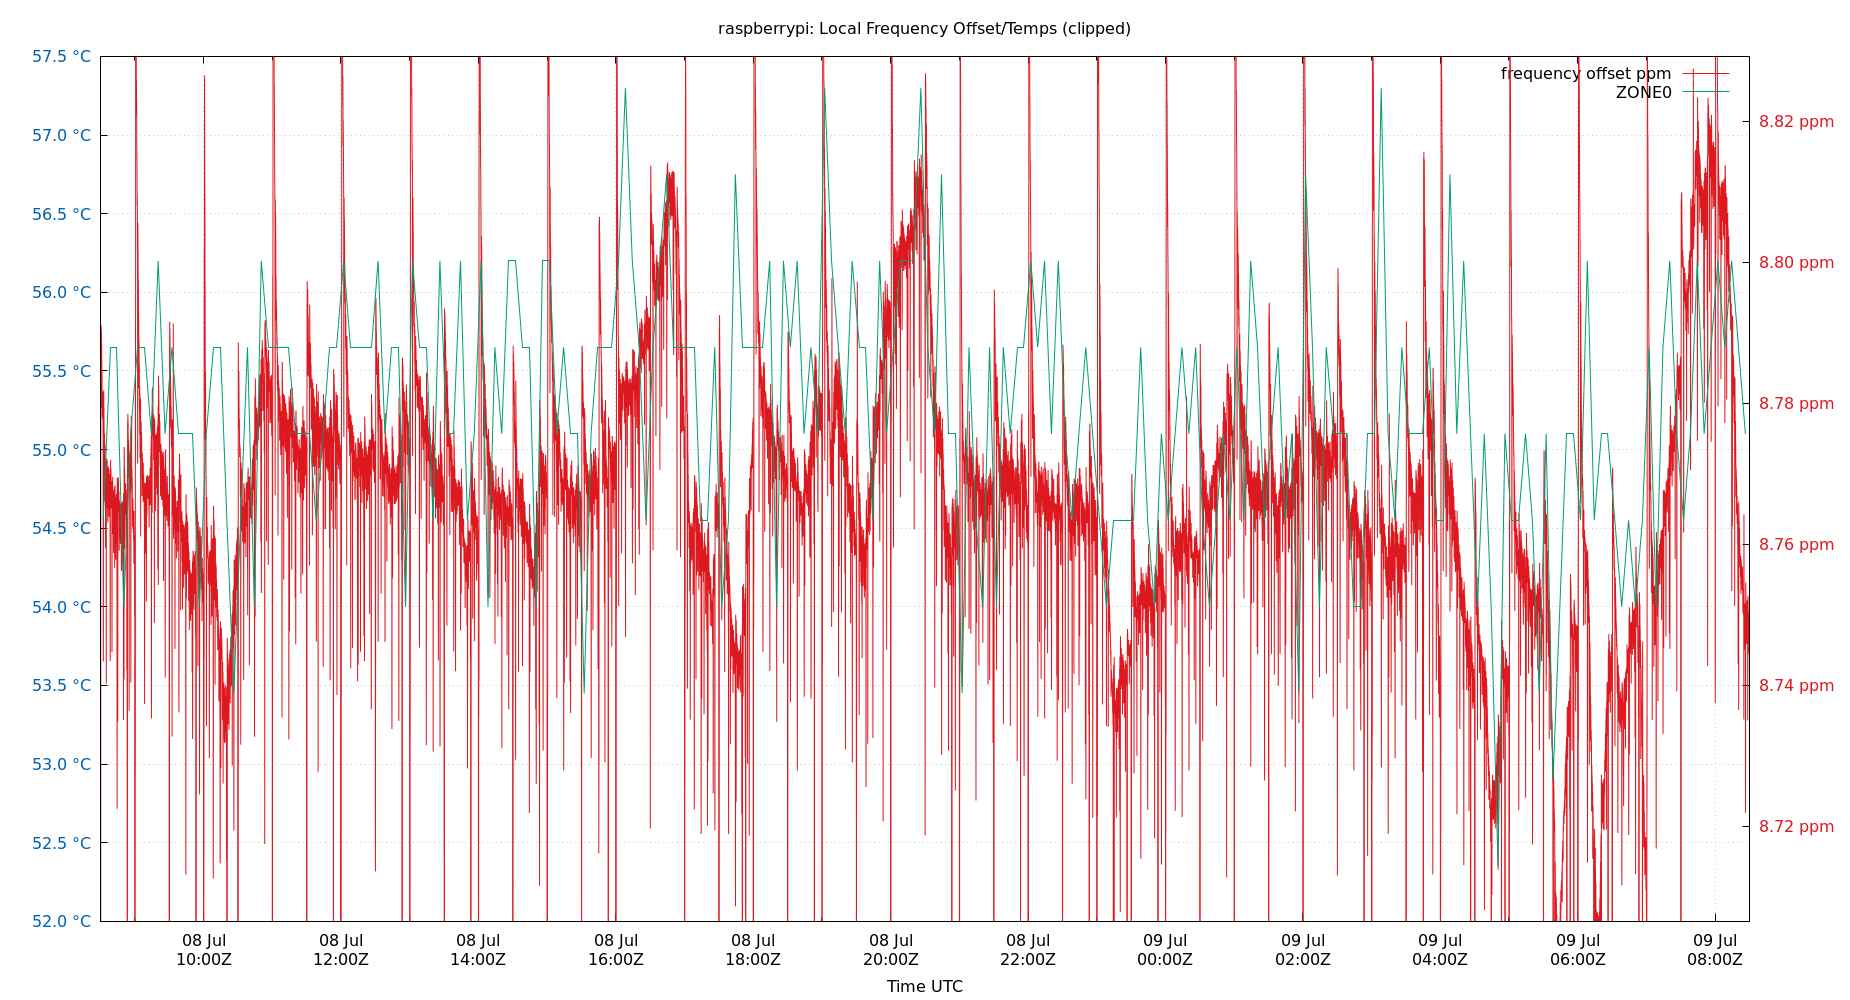 raspberrypi: Local Frequency Offset/Temps (clipped)
57.5 °C
57.0 °C
56.5 °C
56.0 °C
55.5 °C
55.0 °C
54.5 °C
54.0 °C
53.5 °C
53.0 °C
52.5 °C
52.0 °C
frequency offset ppm
ZONE0
8.82 ppm
8.80 ppm
8.78 ppm
8.76 ppm
8.74 ppm
8.72 ppm
08 Jul
10:00Z
08 Jul
12:00Z
08 Jul
14:00Z
08 Jul
16:00Z
08 Jul
18:00Z
08 Jul
20:00Z
08 Jul
22:00Z
09 Jul
00:00Z
09 Jul
02:00Z
09 Jul
04:00Z
09 Jul
06:00Z
09 Jul
08:00Z
Time UTC